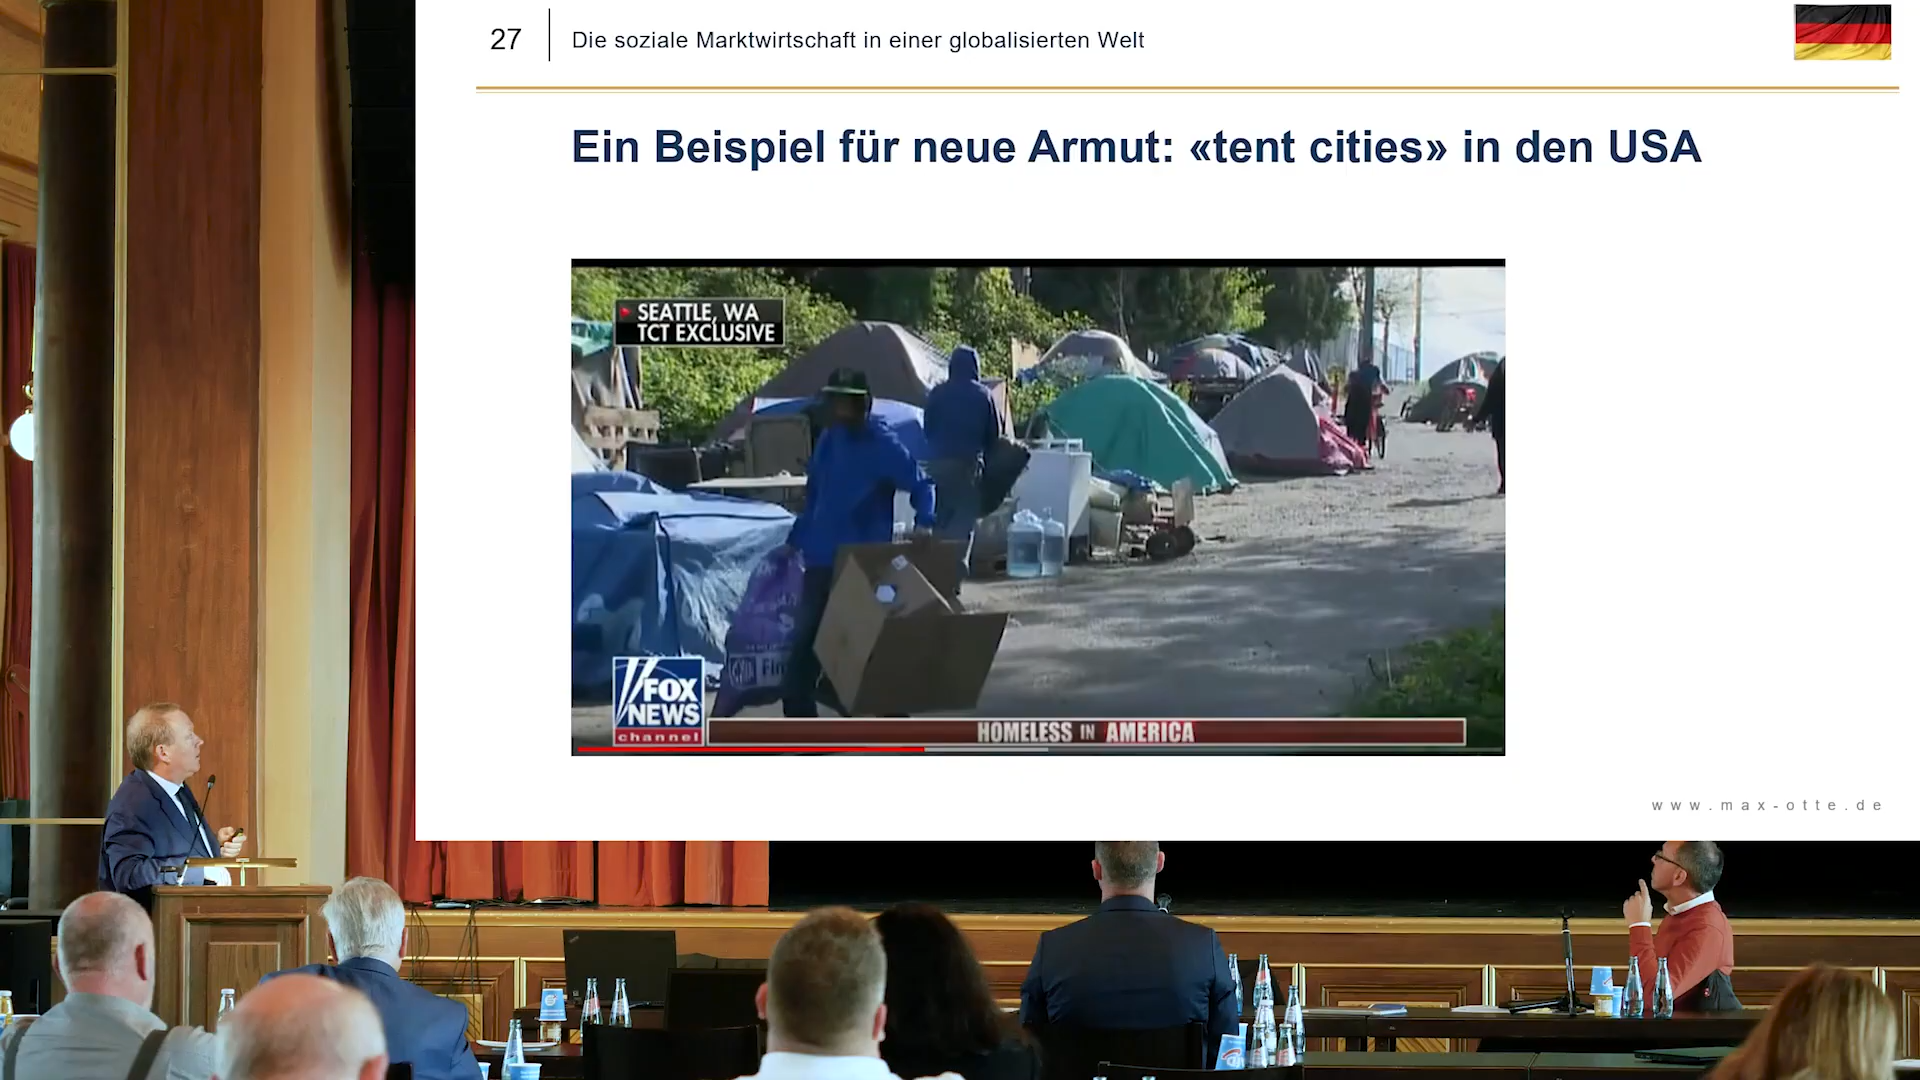 27
Die soziale Marktwirtschaft in einer globalisierten Welt
Ein Beispiel für neue Armut: «tent cities» in den USA
SEATTLE, WA
TCT EXCLUSIVE
FOX
NEWS
channel
HOMELESS IN AMERICA
www.max-otte.de